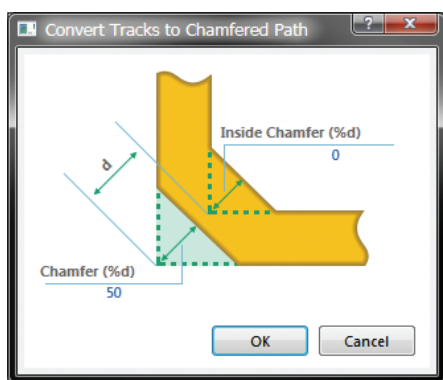 Convert Tracks to Chamfered Path
?
Inside Chamfer (%d)
0
d
Chamfer (%d)
50
OK
Cancel